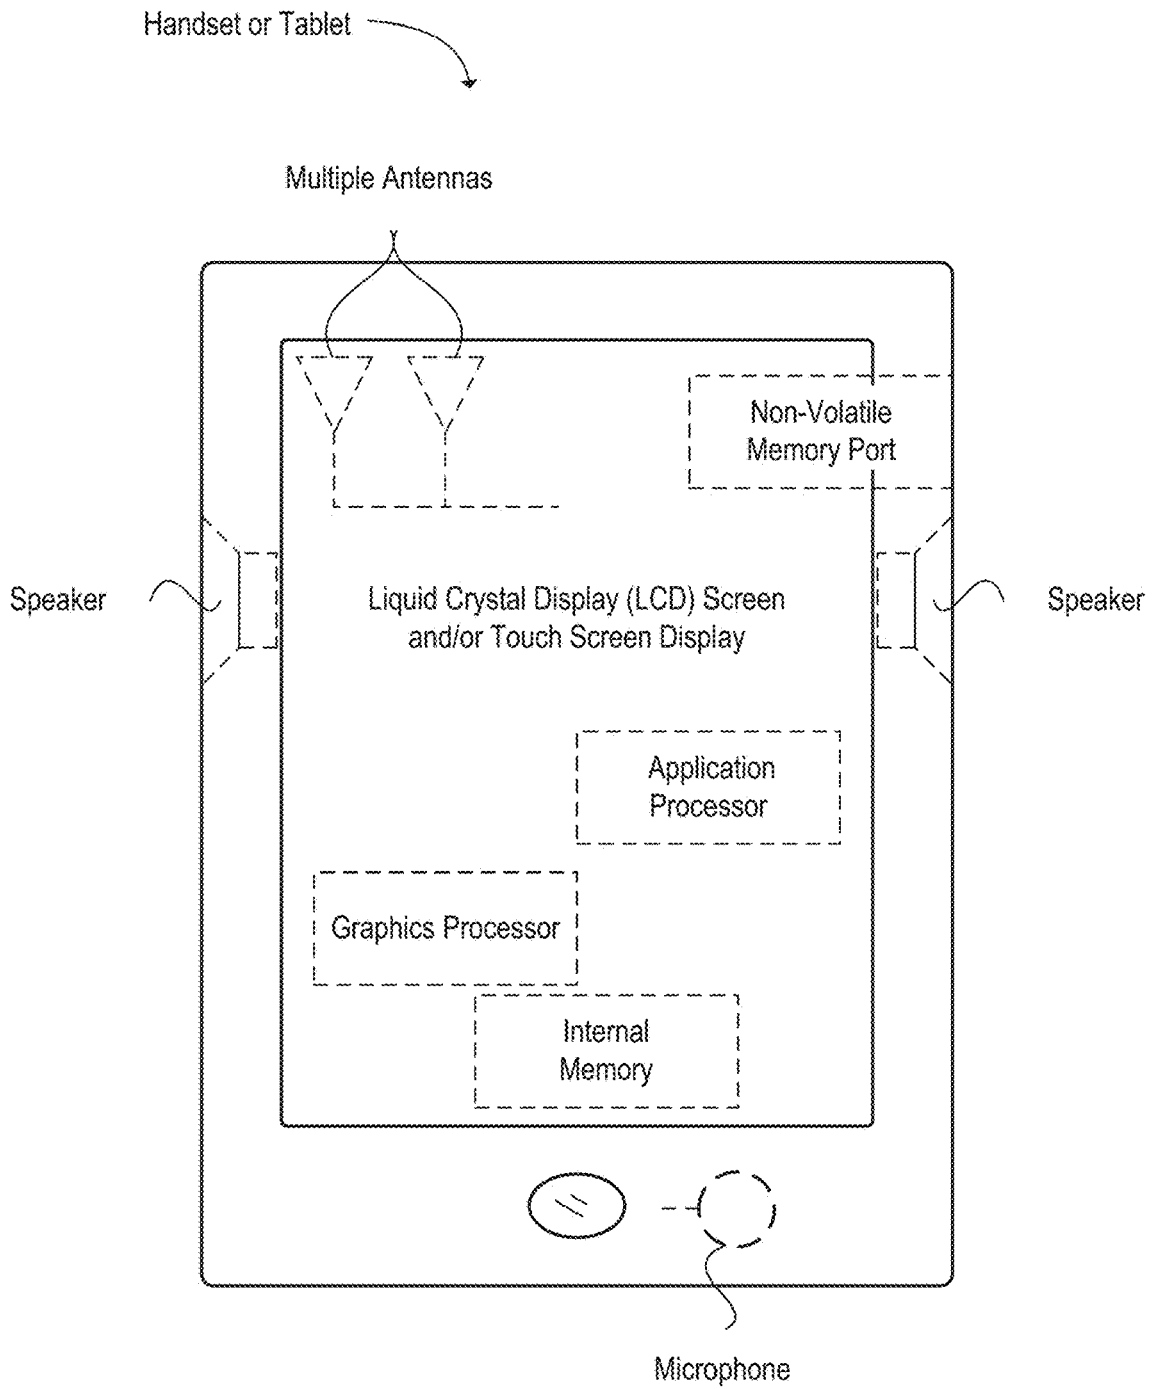 Handset or Tablet
Multiple Antennas
Non-Volatile
Memory Port
Speaker
Liquid Crystal Display (LCD) Screen
and/or Touch Screen Display
Speaker
Application
Processor
Graphics Processor
Internal
Memory
Microphone